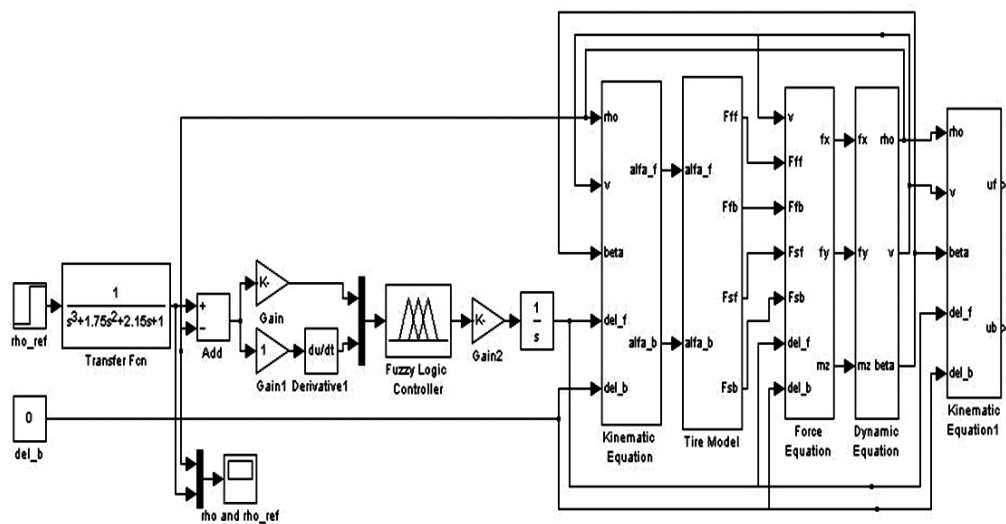 rho_ref
1
s³+1.75s²+2.15s+1
Transfer Fcn
+
−
Add
K-
Gain
1
Gain1
du/dt
Derivative1
Fuzzy Logic
Controller
K-
Gain2
1
s
0
del_b
rho and rho_ref
rho
v
beta
del_f
del_b
alfa_f
alfa_b
Kinematic
Equation
alfa_f
alfa_b
Fff
Ffb
Fsf
Fsb
Tire Model
v
Fff
Ffb
Fsf
Fsb
del_f
del_b
fx
fy
mz
Force
Equation
fx
fy
mz
rho
v
beta
Dynamic
Equation
rho
v
beta
del_f
del_b
uf
ub
Kinematic
Equation1